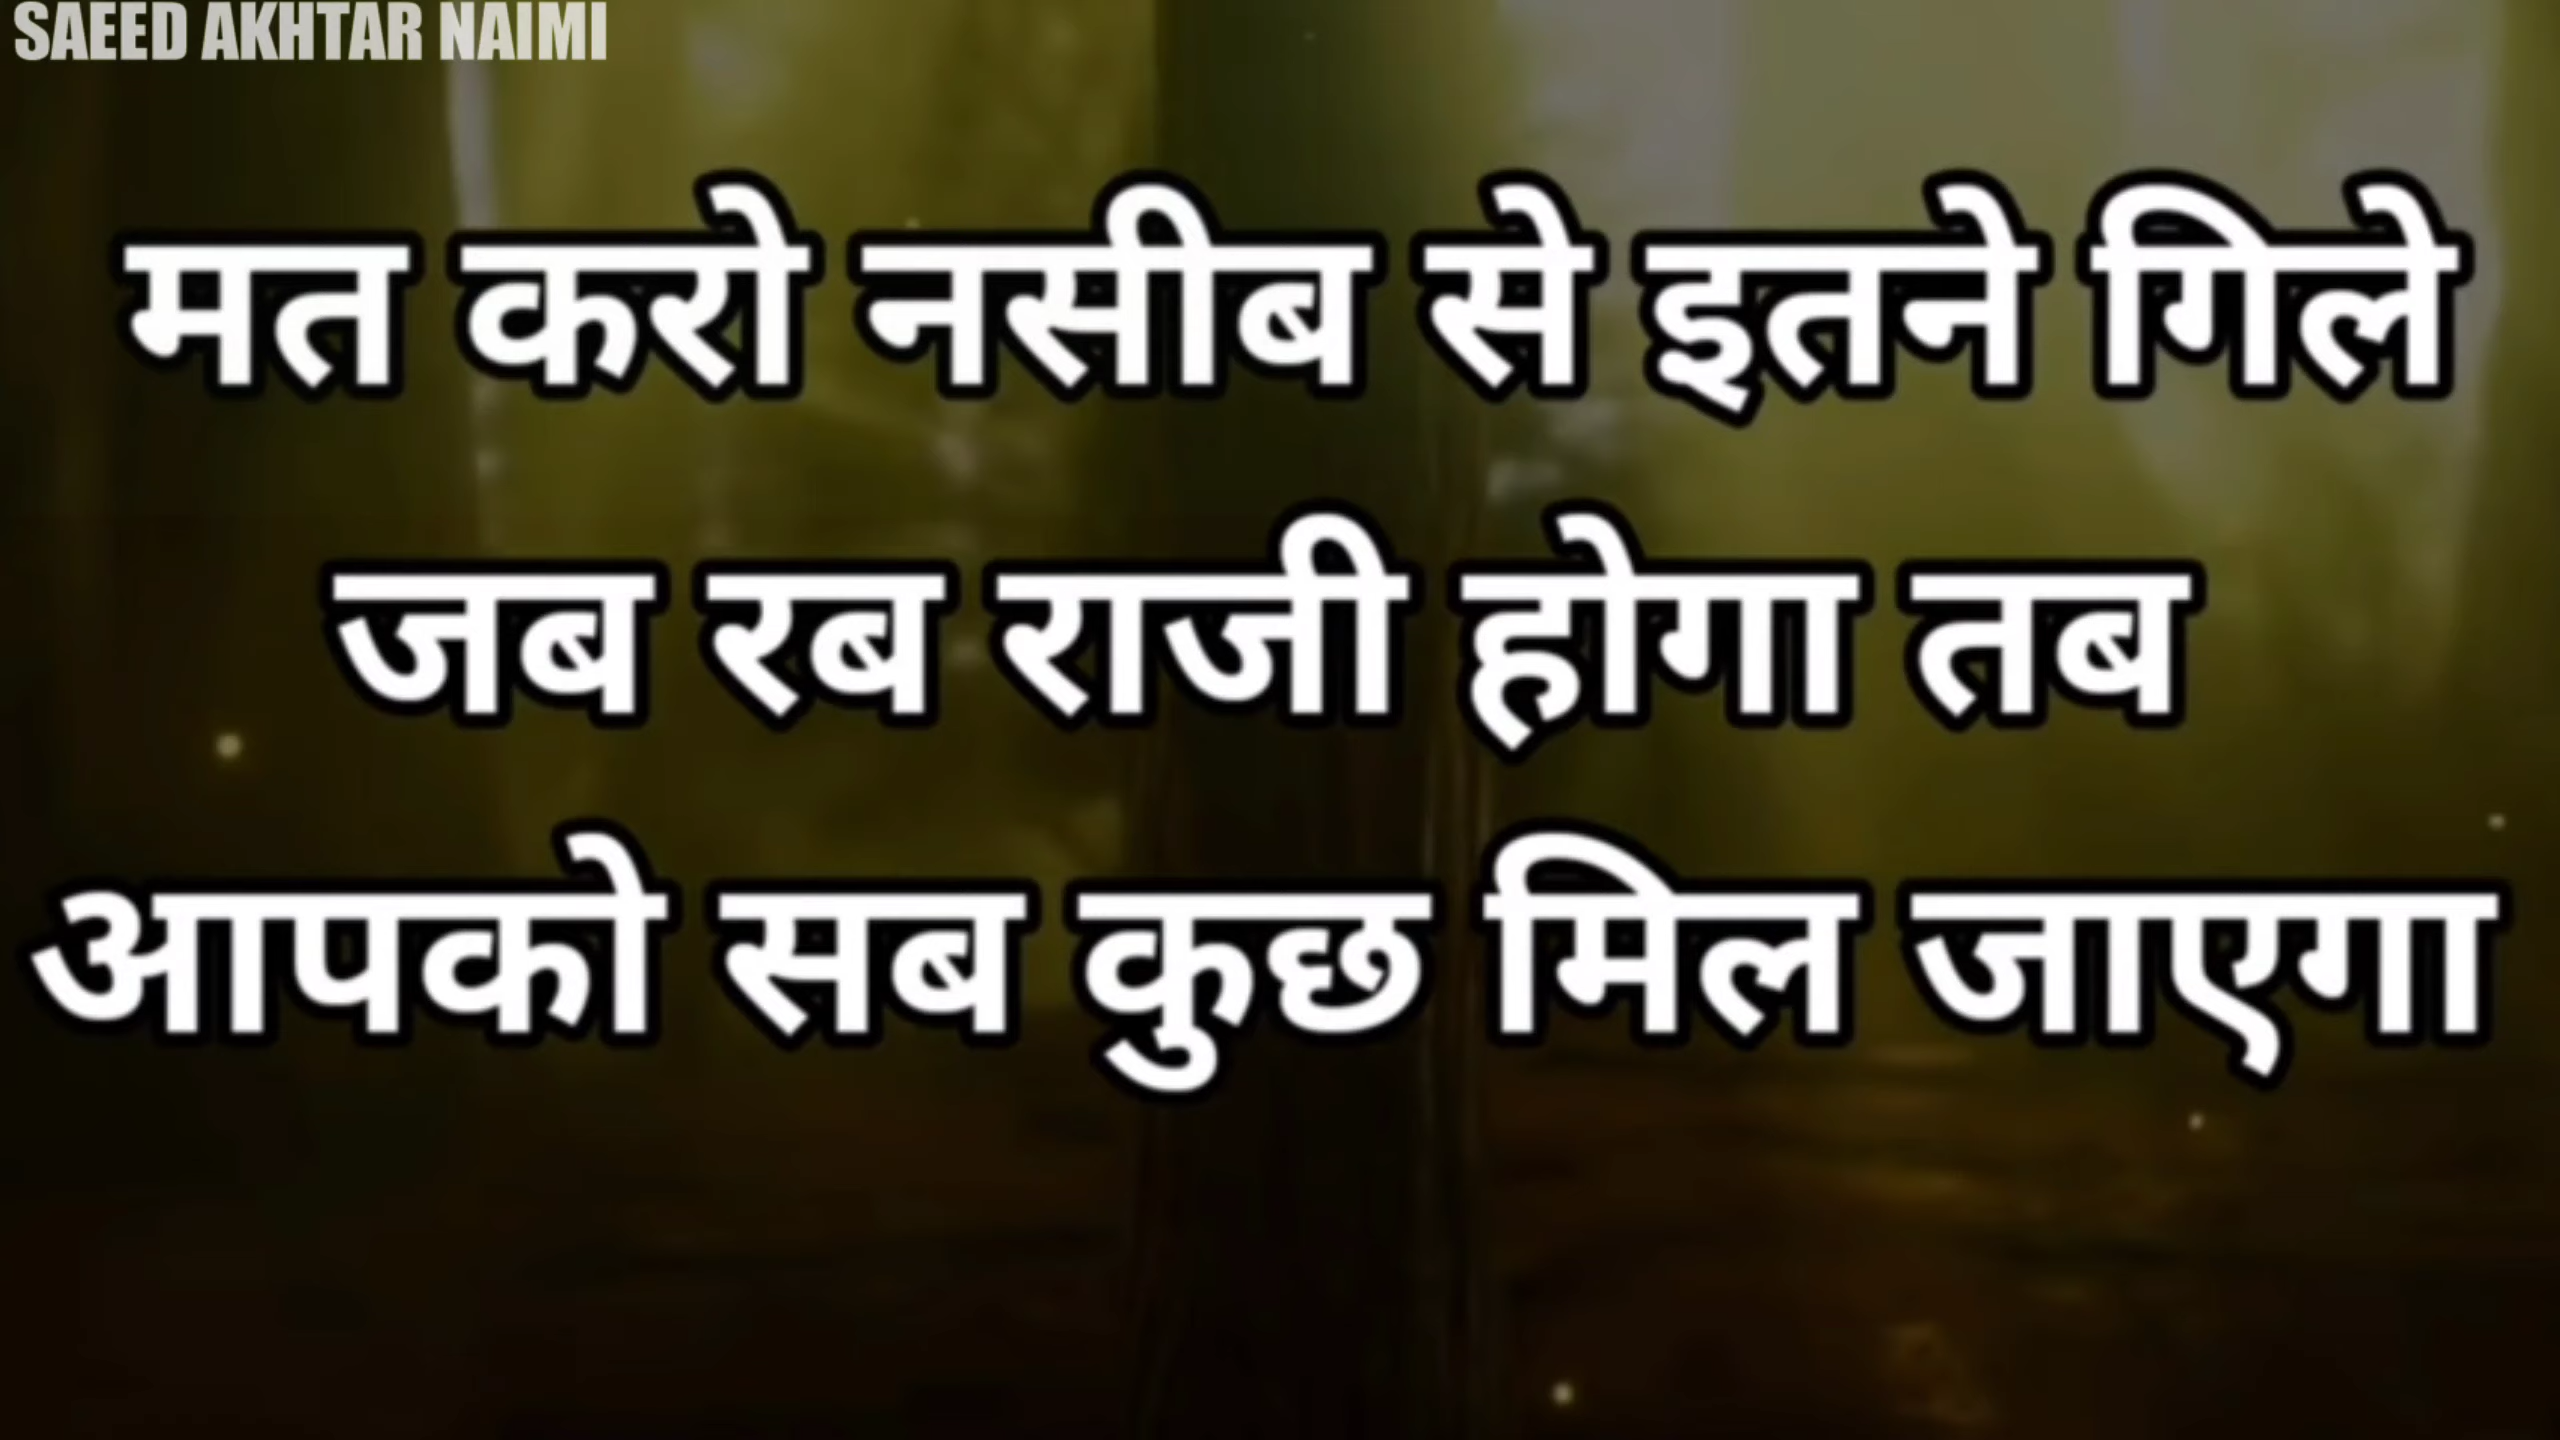 SAEED AKHTAR NAIMI
मत करो नसीब से इतने गिले
जब रब राजी होगा तब
आपको सब कुछ मिल जाएगा